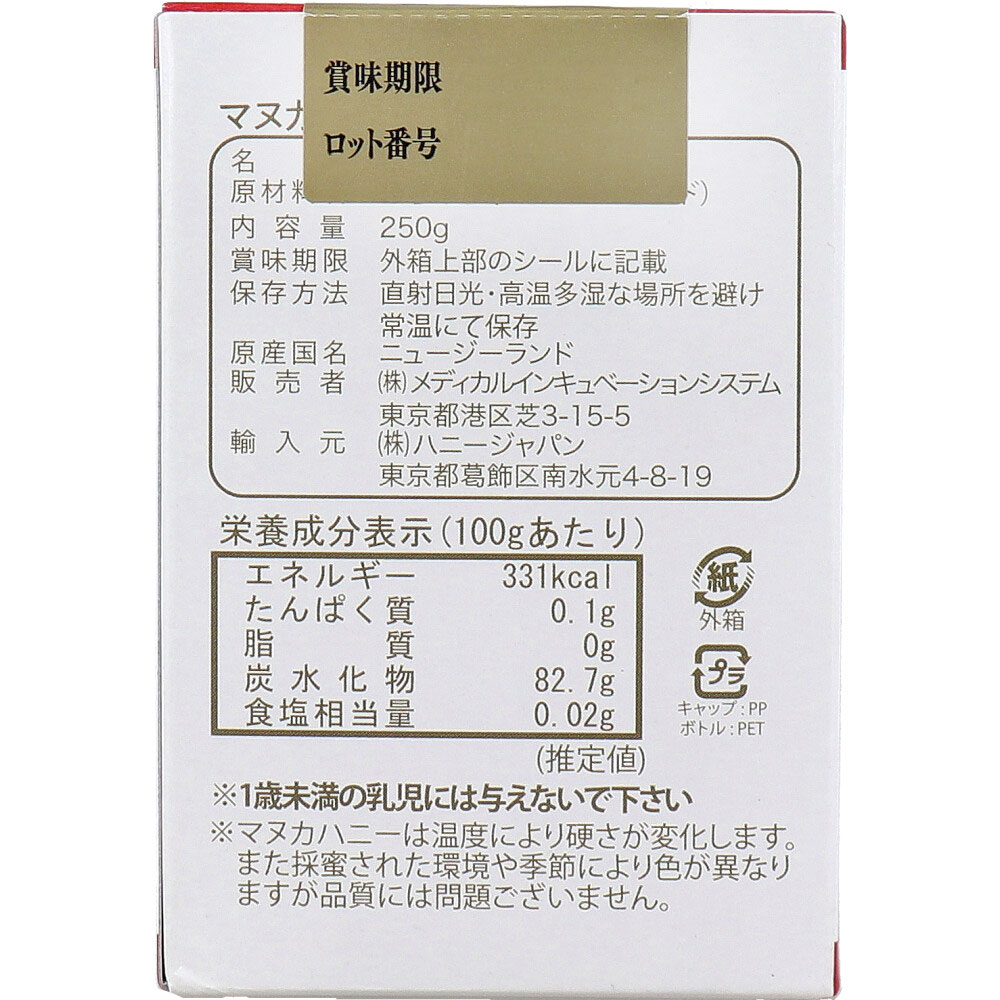 賞味期限
ロット番号
マヌカ
名
原材料 ド)
内容量 250g
賞味期限 外箱上部のシールに記載
保存方法 直射日光・高温多湿な場所を避け
常温にて保存
原産国名 ニュージーランド
販売者 ㈱メディカルインキュベーションシステム
東京都港区芝3-15-5
輸入元 ㈱ハニージャパン
東京都葛飾区南水元4-8-19
栄養成分表示(100gあたり)
エネルギー 331kcal
たんぱく質 0.1g
脂質 0g
炭水化物 82.7g
食塩相当量 0.02g
(推定値)
紙
外箱
プラ
キャップ:PP
ボトル:PET
※1歳未満の乳児には与えないで下さい
※マヌカハニーは温度により硬さが変化します。
また採蜜された環境や季節により色が異なり
ますが品質には問題ございません。